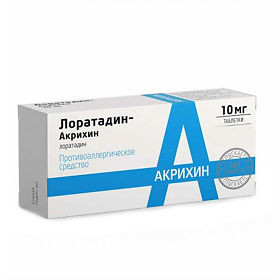 Лоратадин-
Акрихин
лоратадин
Противоаллергическое
средство
10 мг
ТАБЛЕТКИ
АКРИХИН